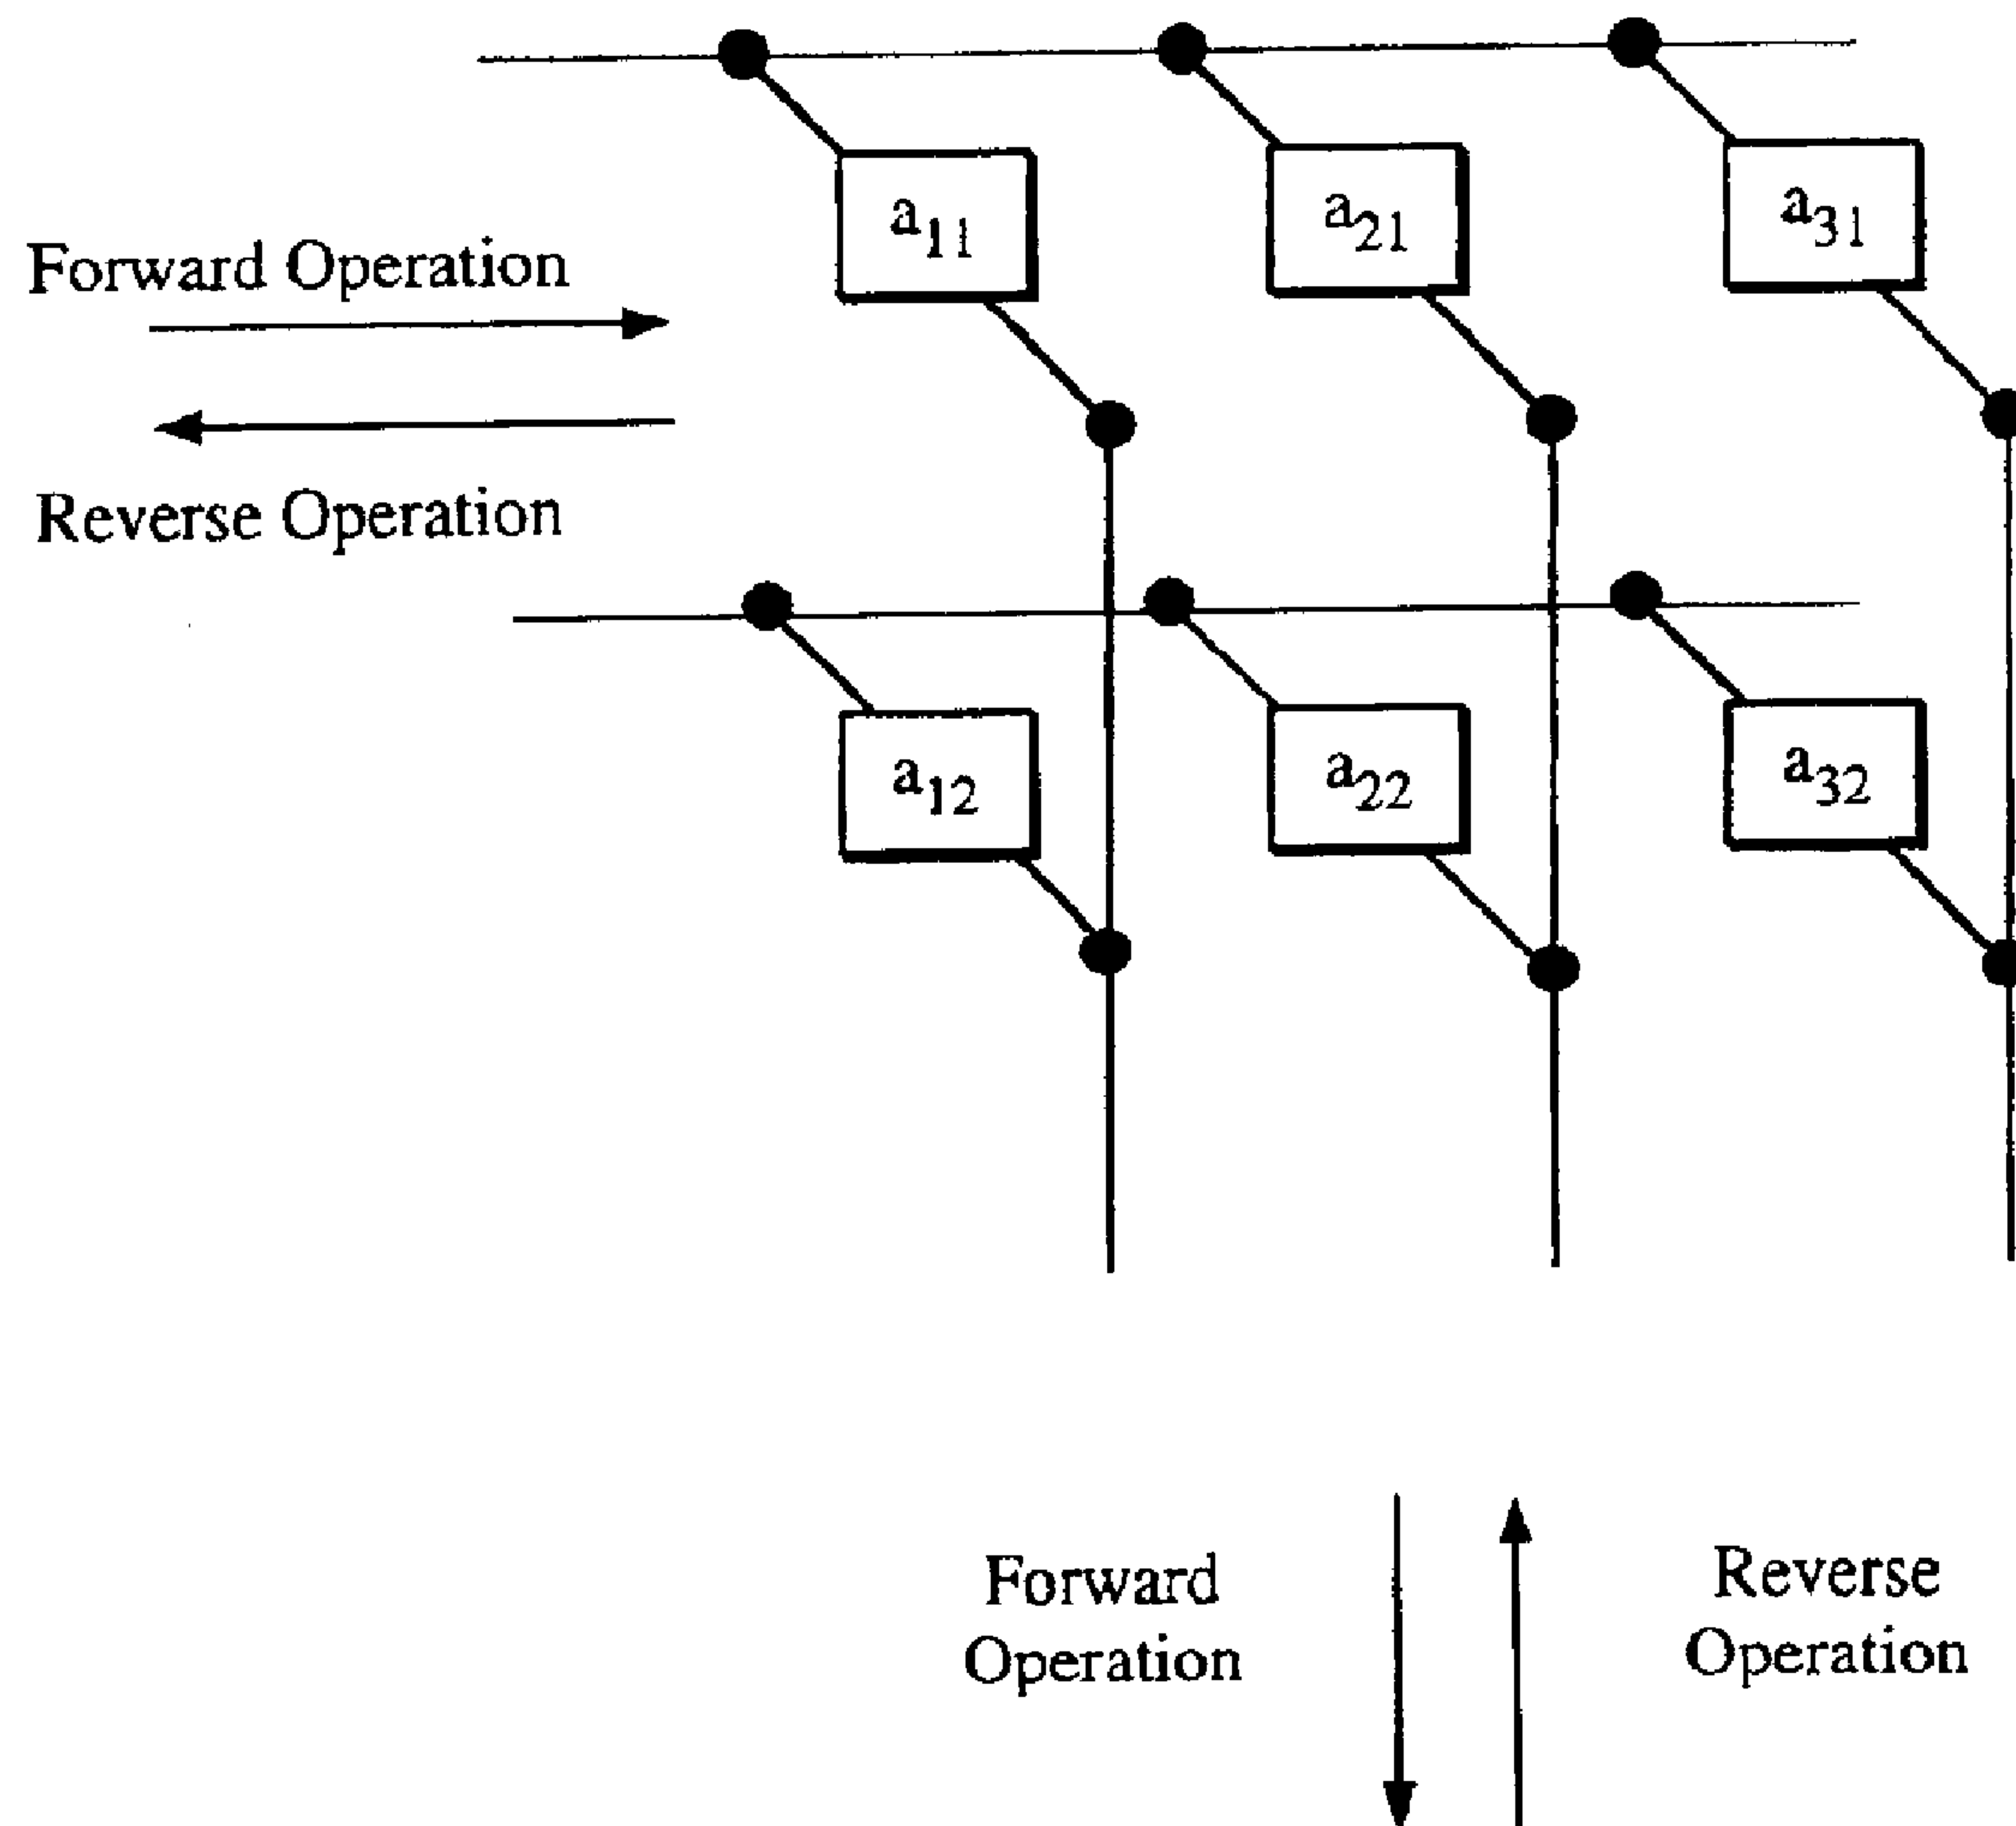 a11 a21 a31
Forward Operation
Reverse Operation
a12 a22 a32
Forward
Operation
Reverse
Operation